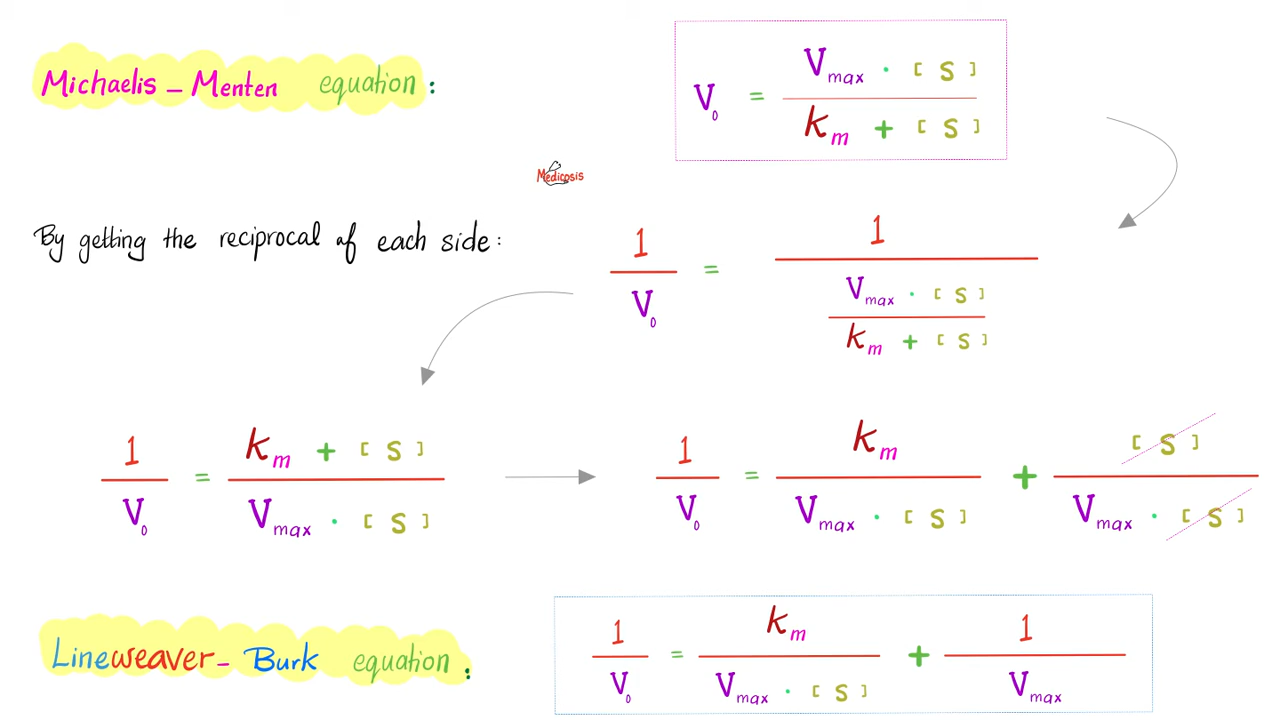 Michaelis - Menten equation :
V₀ = (Vmax · [S]) / (Km + [S])
Medicosis
By getting the reciprocal of each side :
1 / V₀ = 1 / ((Vmax · [S]) / (Km + [S]))
1 / V₀ = (Km + [S]) / (Vmax · [S])
1 / V₀ = Km / (Vmax · [S]) + [S] / (Vmax · [S])
Lineweaver - Burk equation :
1 / V₀ = Km / (Vmax · [S]) + 1 / Vmax